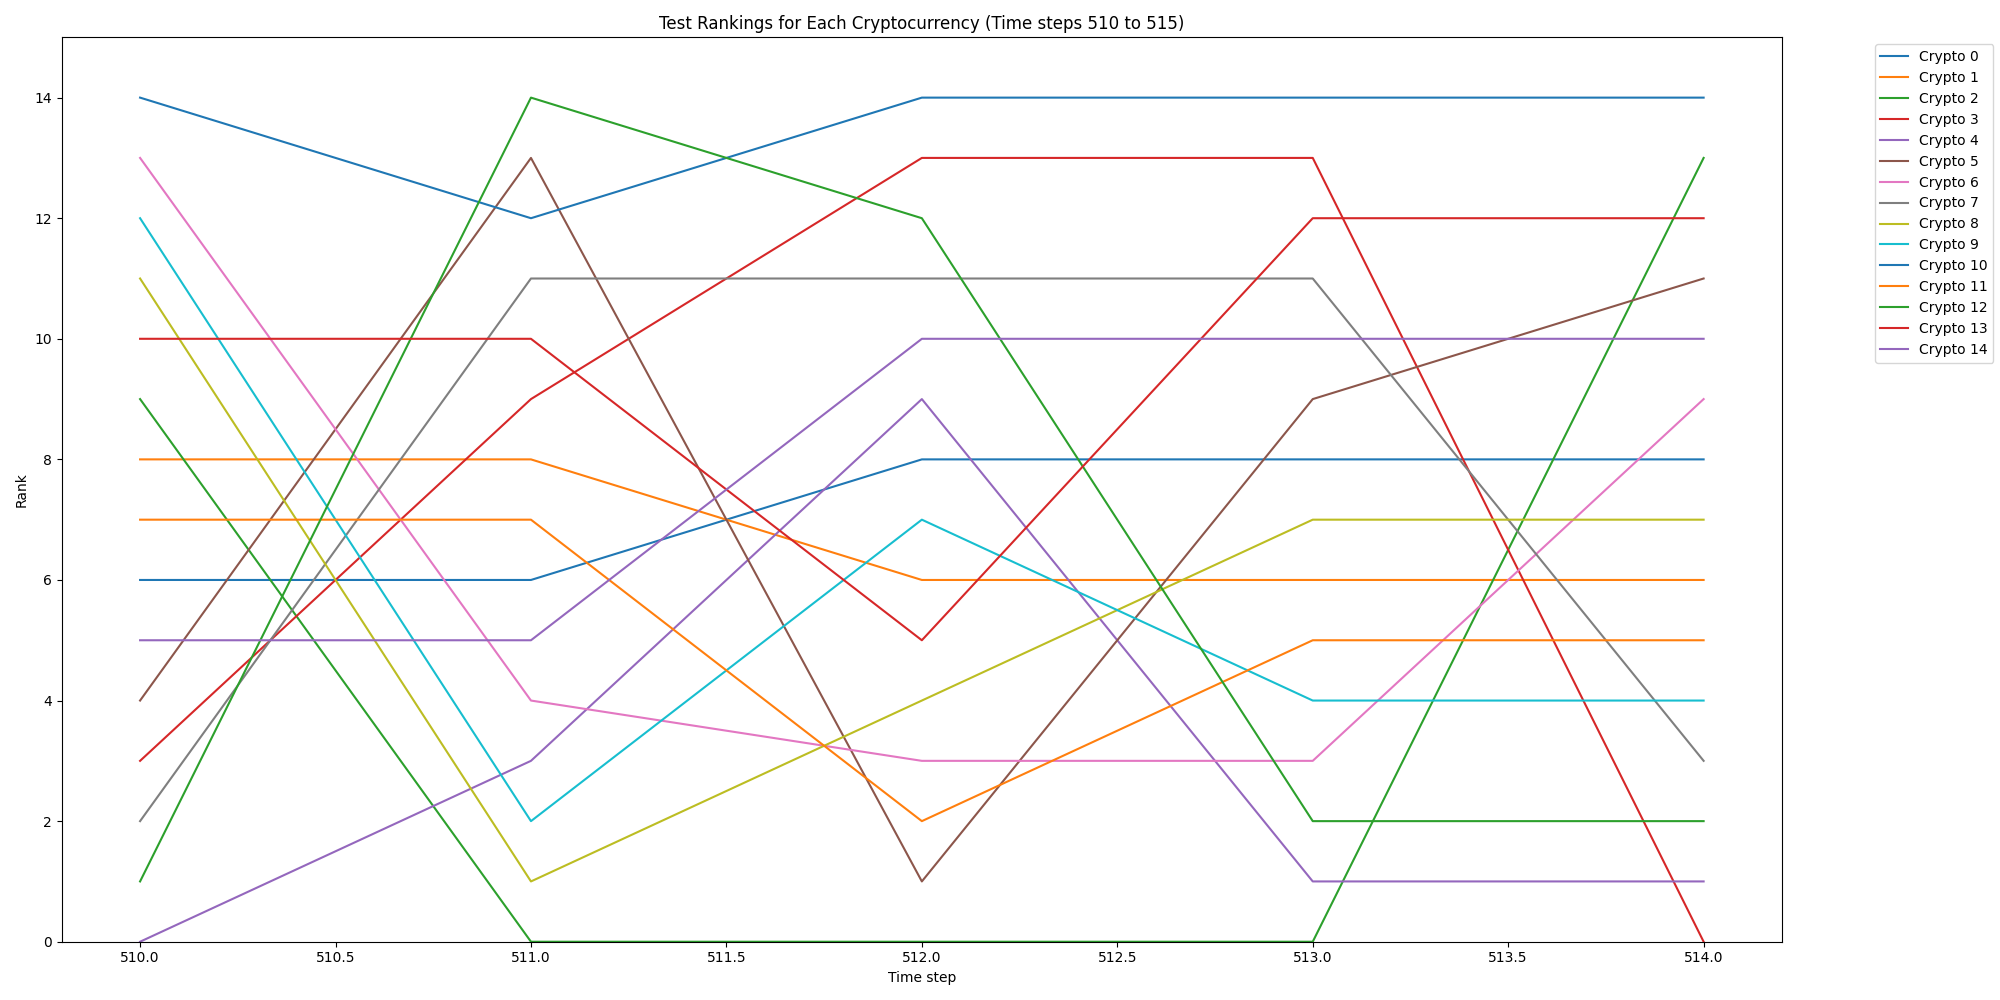 Test Rankings for Each Cryptocurrency (Time steps 510 to 515)
Rank
14
12
10
8
6
4
2
0
510.0 510.5 511.0 511.5 512.0 512.5 513.0 513.5 514.0
Time step
Crypto 0
Crypto 1
Crypto 2
Crypto 3
Crypto 4
Crypto 5
Crypto 6
Crypto 7
Crypto 8
Crypto 9
Crypto 10
Crypto 11
Crypto 12
Crypto 13
Crypto 14